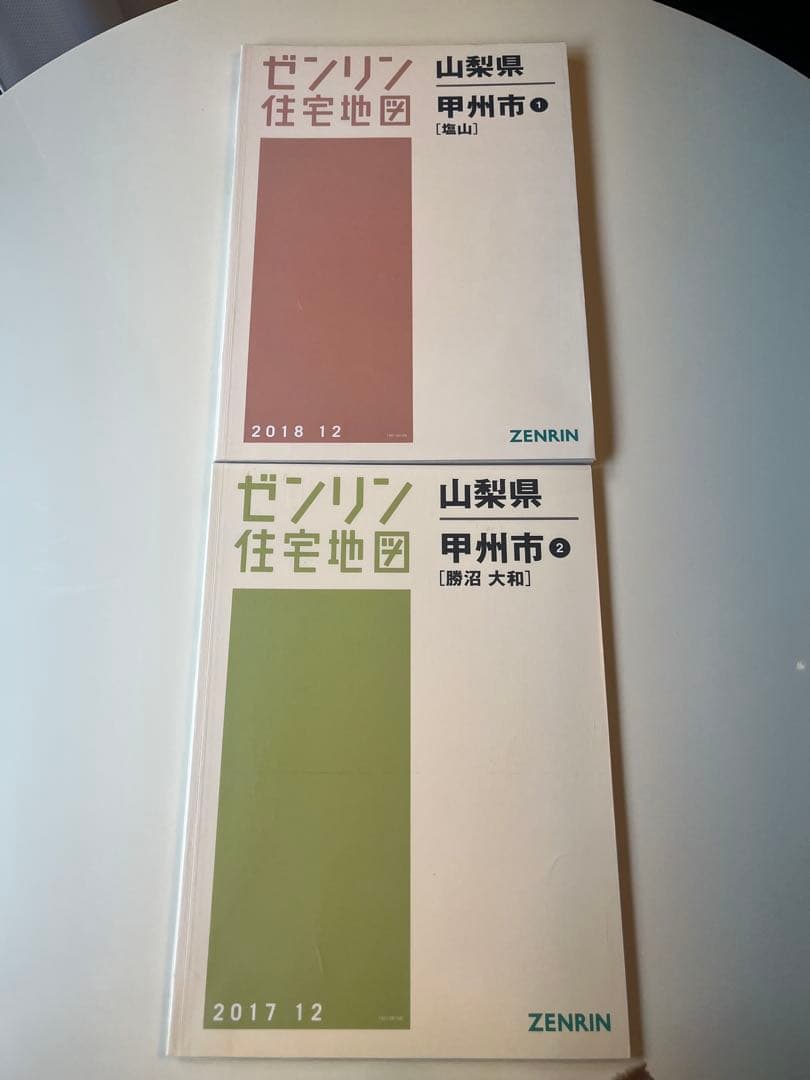 ゼンリン
住宅地図
山梨県
甲州市❶
[塩山]
2018 12
ZENRIN
ゼンリン
住宅地図
山梨県
甲州市❷
[勝沼 大和]
2017 12
ZENRIN